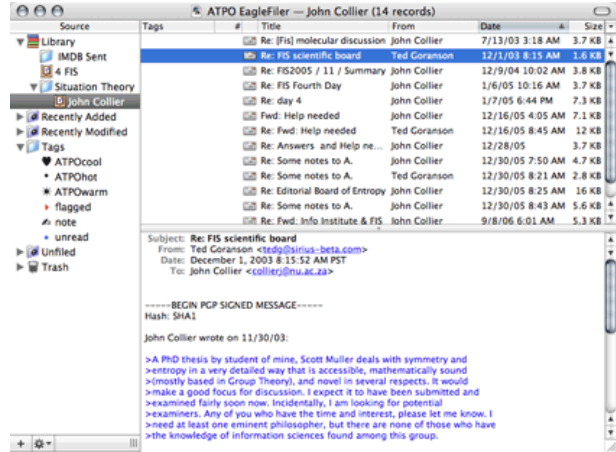 ATPO EagleFiler — John Collier (14 records)
Source
Tags # Title From Date Size
Library
IMDB Sent
4 FIS
Situation Theory
John Collier
Recently Added
Recently Modified
Tags
ATPOcool
ATPOhot
ATPOwarm
flagged
note
unread
Unfiled
Trash
Re: [Fis] molecular discussion John Collier 7/13/03 3:18 AM 3.7 KB
Re: FIS scientific board Ted Goranson 12/1/03 8:15 AM 1.6 KB
Re: FIS2005 / 11 / Summary John Collier 12/9/04 10:02 AM 3.8 KB
Re: FIS Fourth Day John Collier 1/6/05 10:16 AM 3.7 KB
Re: day 4 John Collier 1/7/05 6:44 PM 7.3 KB
Fwd: Help needed John Collier 12/16/05 4:05 AM 7.1 KB
Re: Fwd: Help needed Ted Goranson 12/16/05 8:45 AM 12 KB
Re: Answers and Help ne... John Collier 12/28/05 3.7 KB
Re: Some notes to A. John Collier 12/30/05 7:50 AM 4.7 KB
Re: Some notes to A. Ted Goranson 12/30/05 8:21 AM 2.8 KB
Re: Editorial Board of Entropy John Collier 12/30/05 8:25 AM 16 KB
Re: Some notes to A. John Collier 12/30/05 8:43 AM 5.6 KB
Re: Fwd: Info Institute & FIS John Collier 9/8/06 6:01 AM 5.3 KB
Subject: Re: FIS scientific board
From: Ted Goranson <tedg@sirius-beta.com>
Date: December 1, 2003 8:15:52 AM PST
To: John Collier <collierj@nu.ac.za>
-----BEGIN PGP SIGNED MESSAGE-----
Hash: SHA1
John Collier wrote on 11/30/03:
>A PhD thesis by student of mine, Scott Muller deals with symmetry and
>entropy in a very detailed way that is accessible, mathematically sound
>(mostly based in Group Theory), and novel in several respects. It would
>make a good focus for discussion. I expect it to have been submitted and
>examined fairly soon now. Incidentally, I am looking for potential
>examiners. Any of you who have the time and interest, please let me know. I
>need at least one eminent philosopher, but there are none of those who have
>the knowledge of information sciences found among this group.